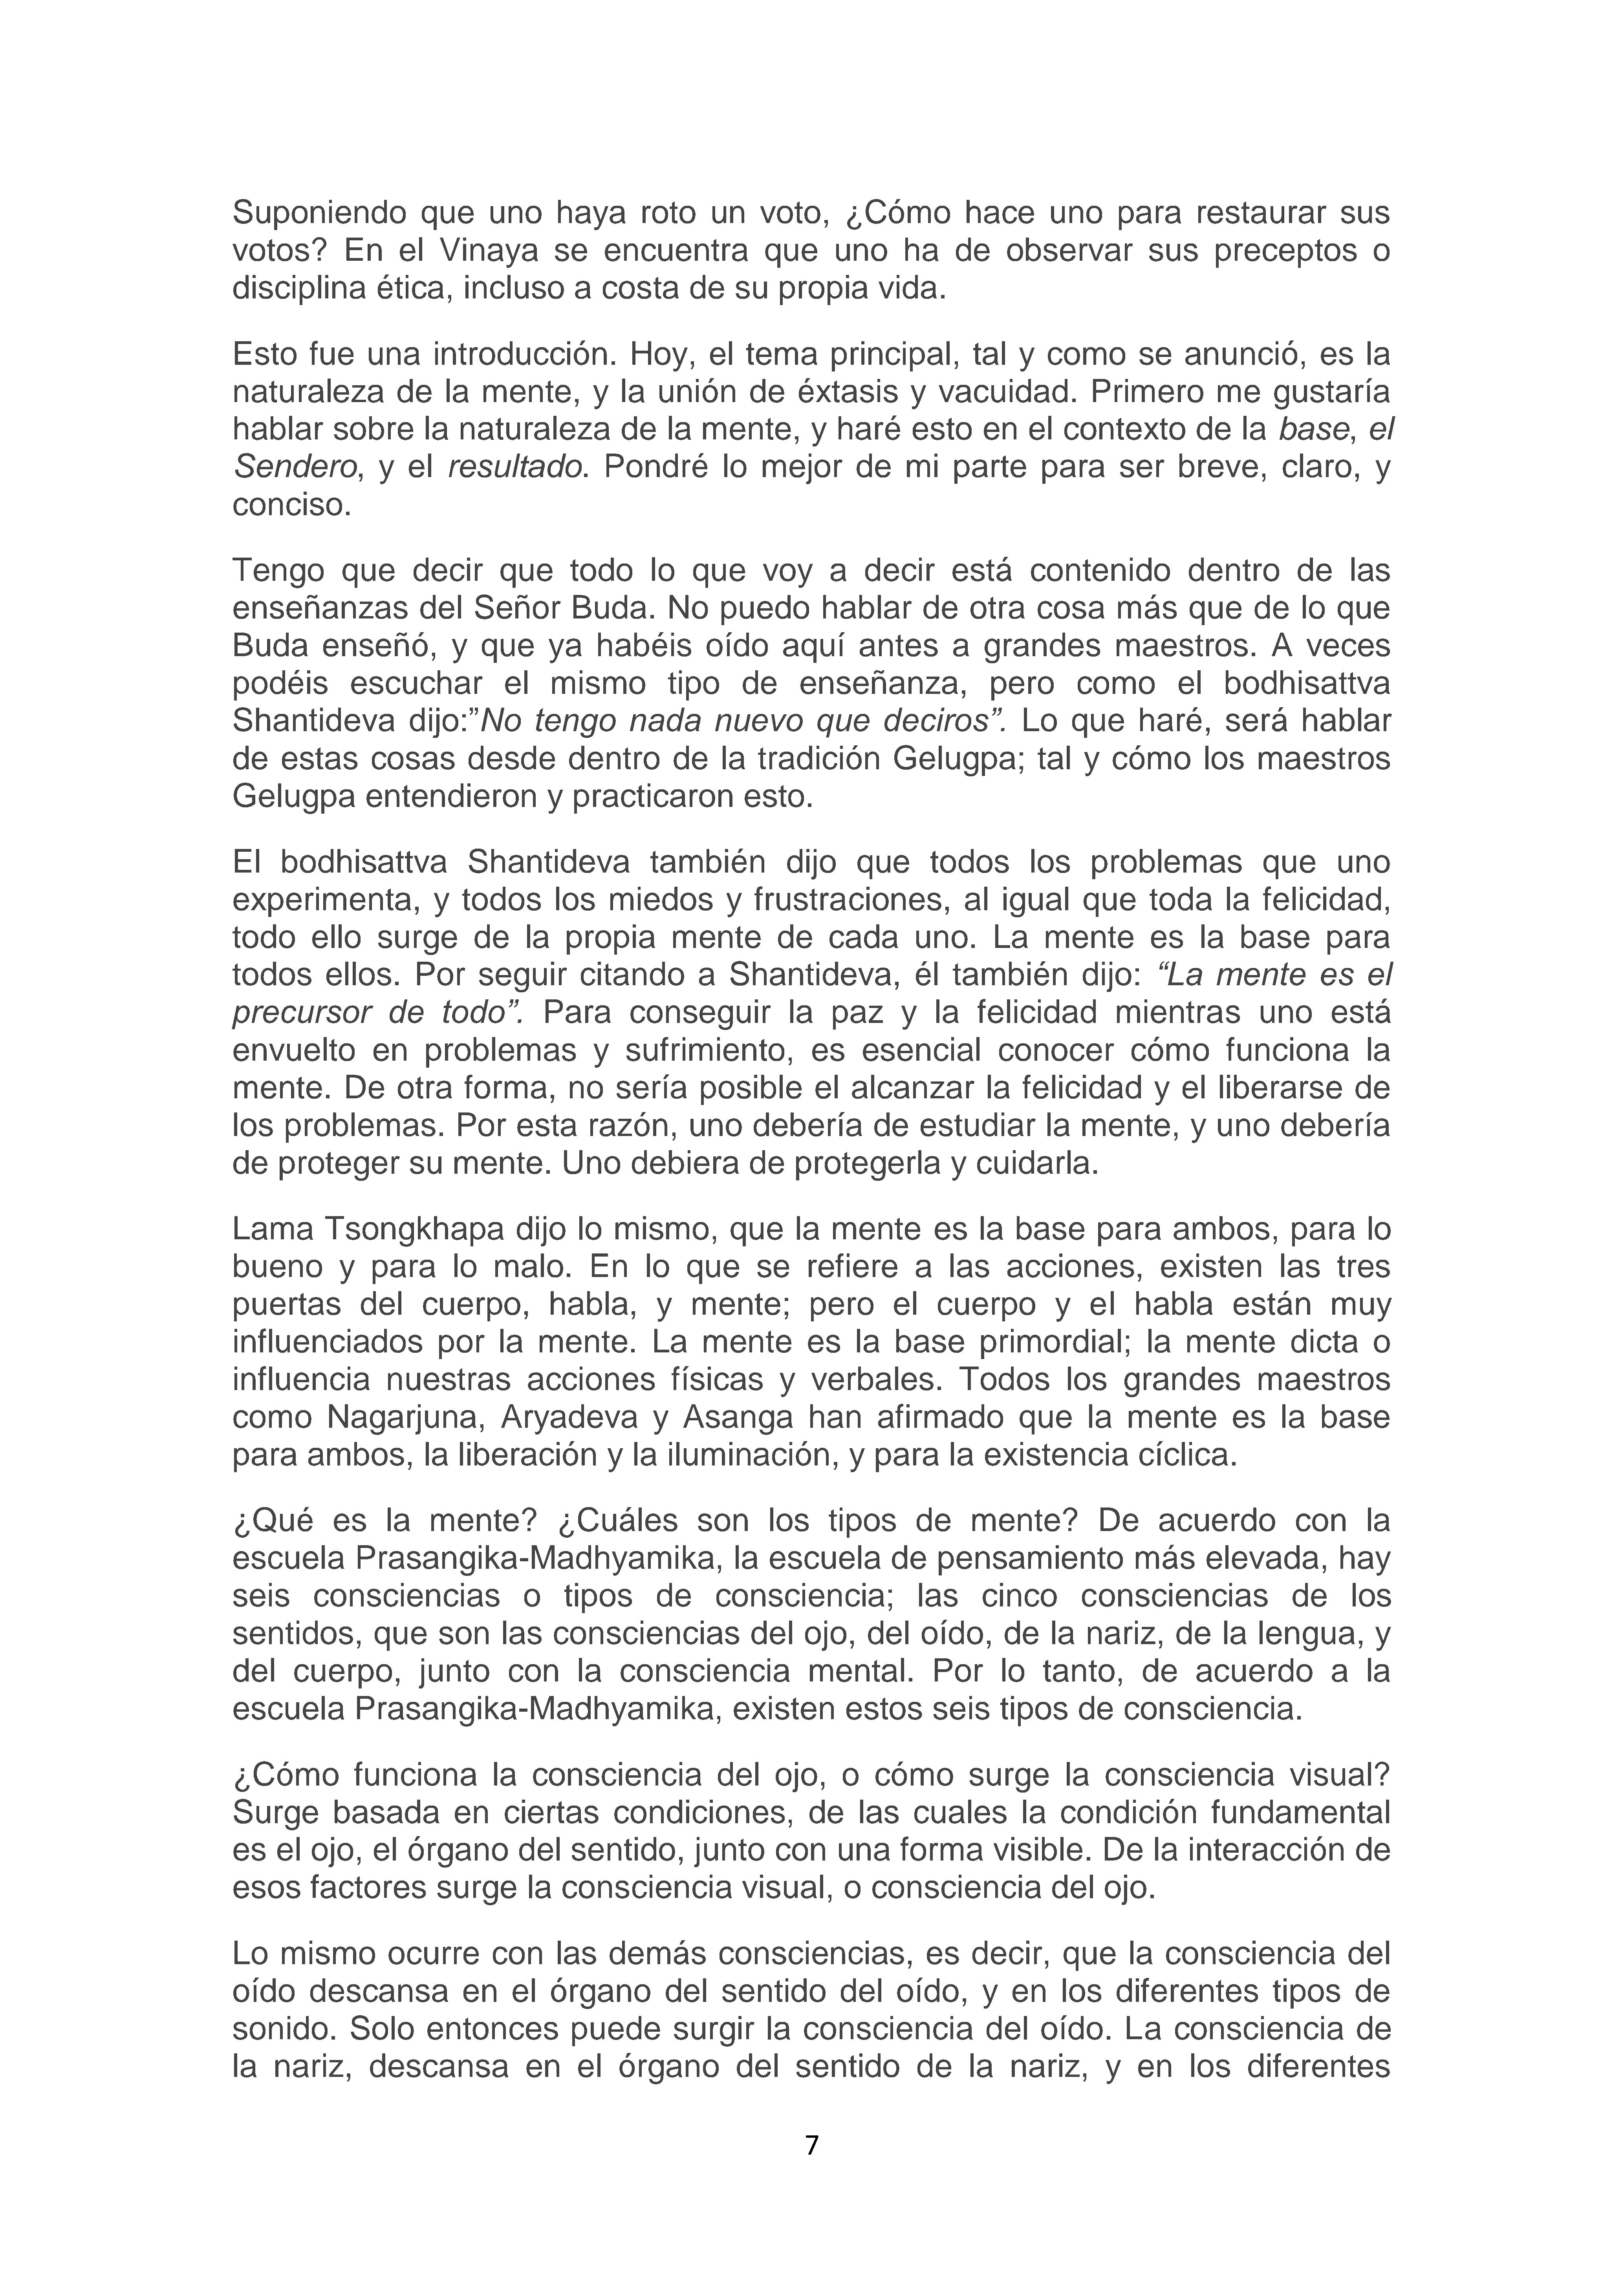 Suponiendo que uno haya roto un voto, ¿Cómo hace uno para restaurar sus
votos? En el Vinaya se encuentra que uno ha de observar sus preceptos o
disciplina ética, incluso a costa de su propia vida.
Esto fue una introducción. Hoy, el tema principal, tal y como se anunció, es la
naturaleza de la mente, y la unión de éxtasis y vacuidad. Primero me gustaría
hablar sobre la naturaleza de la mente, y haré esto en el contexto de la base, el
Sendero, y el resultado. Pondré lo mejor de mi parte para ser breve, claro, y
conciso.
Tengo que decir que todo lo que voy a decir está contenido dentro de las
enseñanzas del Señor Buda. No puedo hablar de otra cosa más que de lo que
Buda enseñó, y que ya habéis oído aquí antes a grandes maestros. A veces
podéis escuchar el mismo tipo de enseñanza, pero como el bodhisattva
Shantideva dijo:”No tengo nada nuevo que deciros”. Lo que haré, será hablar
de estas cosas desde dentro de la tradición Gelugpa; tal y cómo los maestros
Gelugpa entendieron y practicaron esto.
El bodhisattva Shantideva también dijo que todos los problemas que uno
experimenta, y todos los miedos y frustraciones, al igual que toda la felicidad,
todo ello surge de la propia mente de cada uno. La mente es la base para
todos ellos. Por seguir citando a Shantideva, él también dijo: “La mente es el
precursor de todo”. Para conseguir la paz y la felicidad mientras uno está
envuelto en problemas y sufrimiento, es esencial conocer cómo funciona la
mente. De otra forma, no sería posible el alcanzar la felicidad y el liberarse de
los problemas. Por esta razón, uno debería de estudiar la mente, y uno debería
de proteger su mente. Uno debiera de protegerla y cuidarla.
Lama Tsongkhapa dijo lo mismo, que la mente es la base para ambos, para lo
bueno y para lo malo. En lo que se refiere a las acciones, existen las tres
puertas del cuerpo, habla, y mente; pero el cuerpo y el habla están muy
influenciados por la mente. La mente es la base primordial; la mente dicta o
influencia nuestras acciones físicas y verbales. Todos los grandes maestros
como Nagarjuna, Aryadeva y Asanga han afirmado que la mente es la base
para ambos, la liberación y la iluminación, y para la existencia cíclica.
¿Qué es la mente? ¿Cuáles son los tipos de mente? De acuerdo con la
escuela Prasangika-Madhyamika, la escuela de pensamiento más elevada, hay
seis consciencias o tipos de consciencia; las cinco consciencias de los
sentidos, que son las consciencias del ojo, del oído, de la nariz, de la lengua, y
del cuerpo, junto con la consciencia mental. Por lo tanto, de acuerdo a la
escuela Prasangika-Madhyamika, existen estos seis tipos de consciencia.
¿Cómo funciona la consciencia del ojo, o cómo surge la consciencia visual?
Surge basada en ciertas condiciones, de las cuales la condición fundamental
es el ojo, el órgano del sentido, junto con una forma visible. De la interacción de
esos factores surge la consciencia visual, o consciencia del ojo.
Lo mismo ocurre con las demás consciencias, es decir, que la consciencia del
oído descansa en el órgano del sentido del oído, y en los diferentes tipos de
sonido. Solo entonces puede surgir la consciencia del oído. La consciencia de
la nariz, descansa en el órgano del sentido de la nariz, y en los diferentes
7